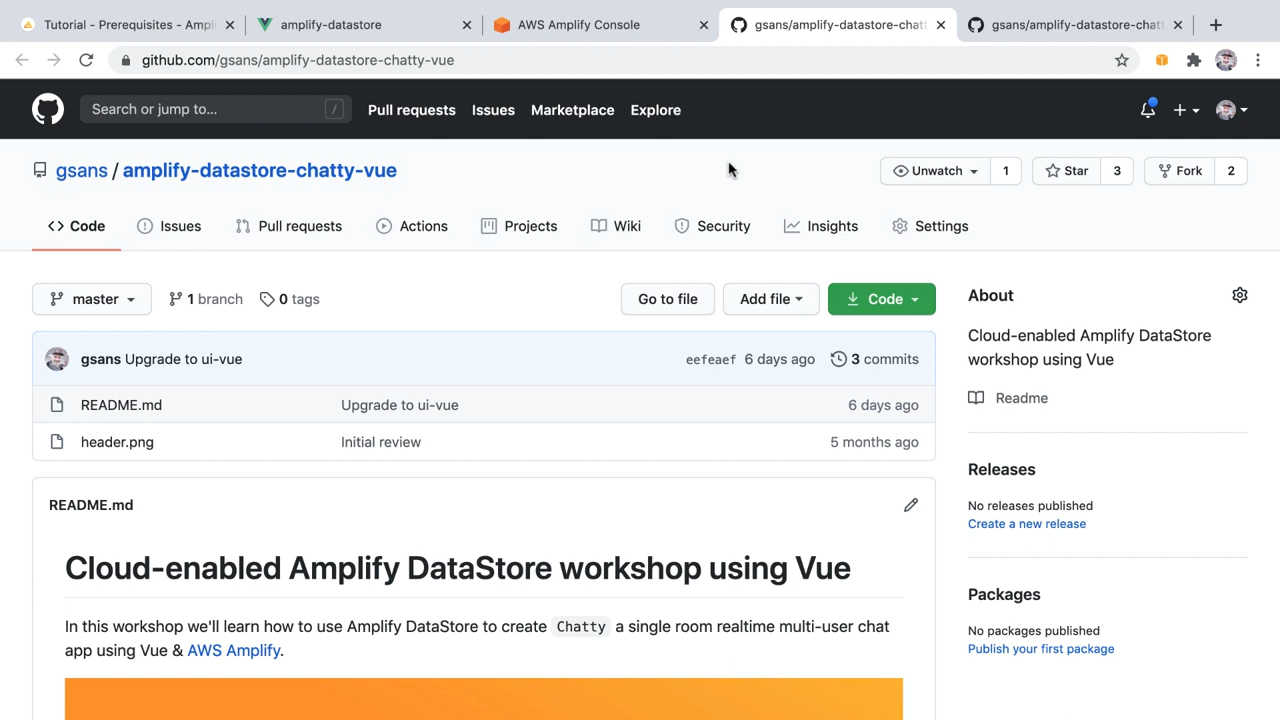 Tutorial - Prerequisites - Ampli
amplify-datastore
AWS Amplify Console
gsans/amplify-datastore-chatt
gsans/amplify-datastore-chatt
github.com/gsans/amplify-datastore-chatty-vue
Search or jump to... /
Pull requests Issues Marketplace Explore
gsans / amplify-datastore-chatty-vue
Unwatch 1 Star 3 Fork 2
Code Issues Pull requests Actions Projects Wiki Security Insights Settings
master 1 branch 0 tags Go to file Add file Code
gsans Upgrade to ui-vue eefeaef 6 days ago 3 commits
README.md Upgrade to ui-vue 6 days ago
header.png Initial review 5 months ago
README.md
Cloud-enabled Amplify DataStore workshop using Vue
In this workshop we'll learn how to use Amplify DataStore to create Chatty a single room realtime multi-user chat
app using Vue & AWS Amplify.
About
Cloud-enabled Amplify DataStore
workshop using Vue
Readme
Releases
No releases published
Create a new release
Packages
No packages published
Publish your first package